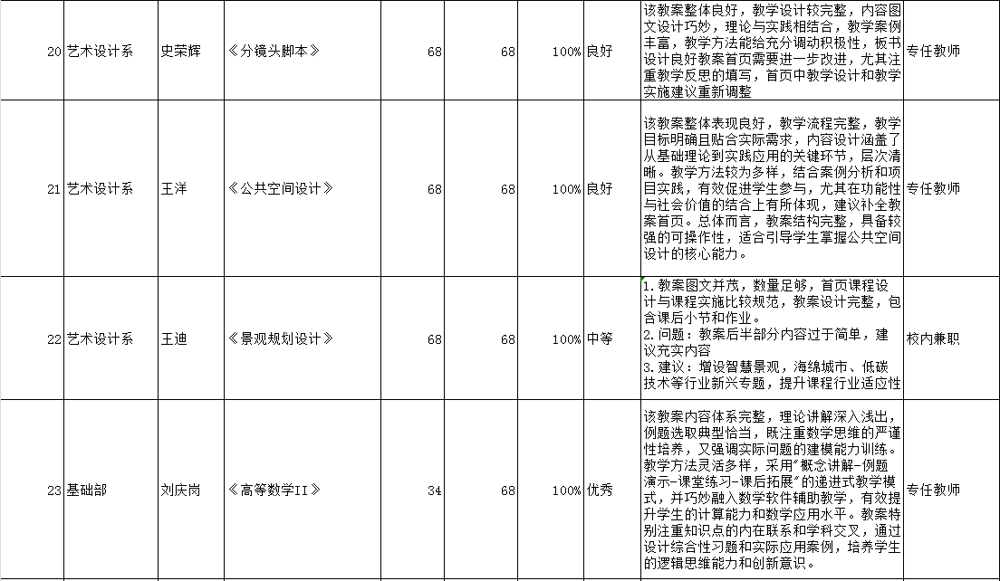 20 艺术设计系 史荣辉 《分镜头脚本》 68 68 100% 良好 专任教师
该教案整体良好，教学设计较完整，内容图
文设计巧妙，理论与实践相结合，教学案例
丰富，教学方法能给充分调动积极性，板书
设计良好教案首页需要进一步改进，尤其注
重教学反思的填写，首页中教学设计和教学
实施建议重新调整
21 艺术设计系 王洋 《公共空间设计》 68 68 100% 良好 专任教师
该教案整体表现良好，教学流程完整，教学
目标明确且贴合实际需求，内容设计涵盖了
从基础理论到实践应用的关键环节，层次清
晰。教学方法较为多样，结合案例分析和项
目实践，有效促进学生参与，尤其在功能性
与社会价值的结合上有所体现，建议补全教
案首页。总体而言，教案结构完整，具备较
强的可操作性，适合引导学生掌握公共空间
设计的核心能力。
22 艺术设计系 王迪 《景观规划设计》 68 68 100% 中等 校内兼职
1.教案图文并茂，数量足够，首页课程设
计与课程实施比较规范，教案设计完整，包
含课后小节和作业。
2.问题：教案后半部分内容过于简单，建
议充实内容
3.建议：增设智慧景观，海绵城市、低碳
技术等行业新兴专题，提升课程行业适应性
23 基础部 刘庆岗 《高等数学II》 34 68 100% 优秀 专任教师
该教案内容体系完整，理论讲解深入浅出，
例题选取典型恰当，既注重数学思维的严谨
性培养，又强调实际问题的建模能力训练。
教学方法灵活多样，采用"概念讲解-例题
演示-课堂练习-课后拓展"的递进式教学模
式，并巧妙融入数学软件辅助教学，有效提
升学生的计算能力和数学应用水平。教案特
别注重知识点的内在联系和学科交叉，通过
设计综合性习题和实际应用案例，培养学生
的逻辑思维能力和创新意识。